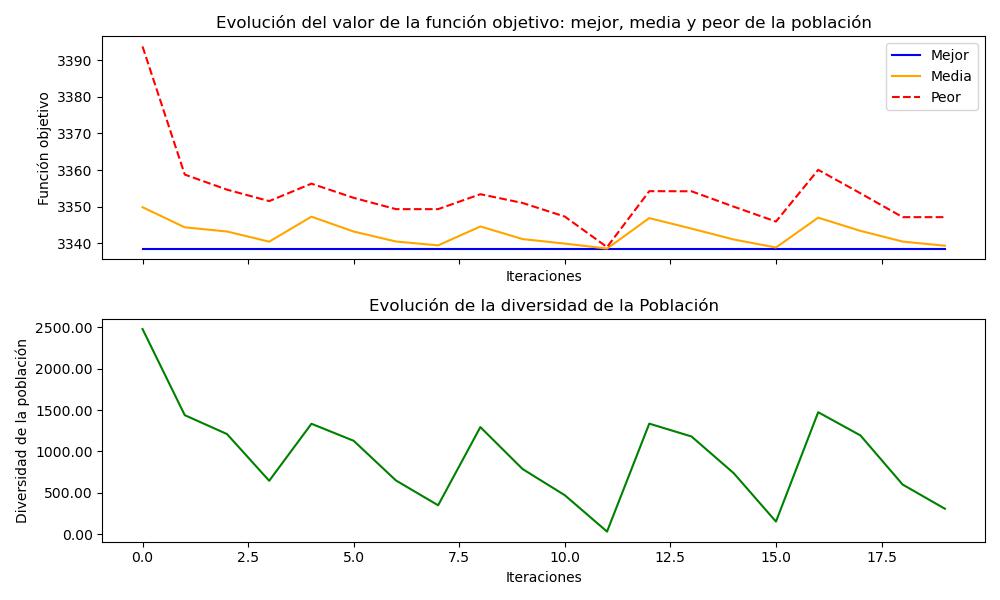 Evolución del valor de la función objetivo: mejor, media y peor de la población
Función objetivo
3390
3380
3370
3360
3350
3340
Mejor
Media
Peor
Iteraciones
Evolución de la diversidad de la Población
Diversidad de la población
2500.00
2000.00
1500.00
1000.00
500.00
0.00
0.0 2.5 5.0 7.5 10.0 12.5 15.0 17.5
Iteraciones